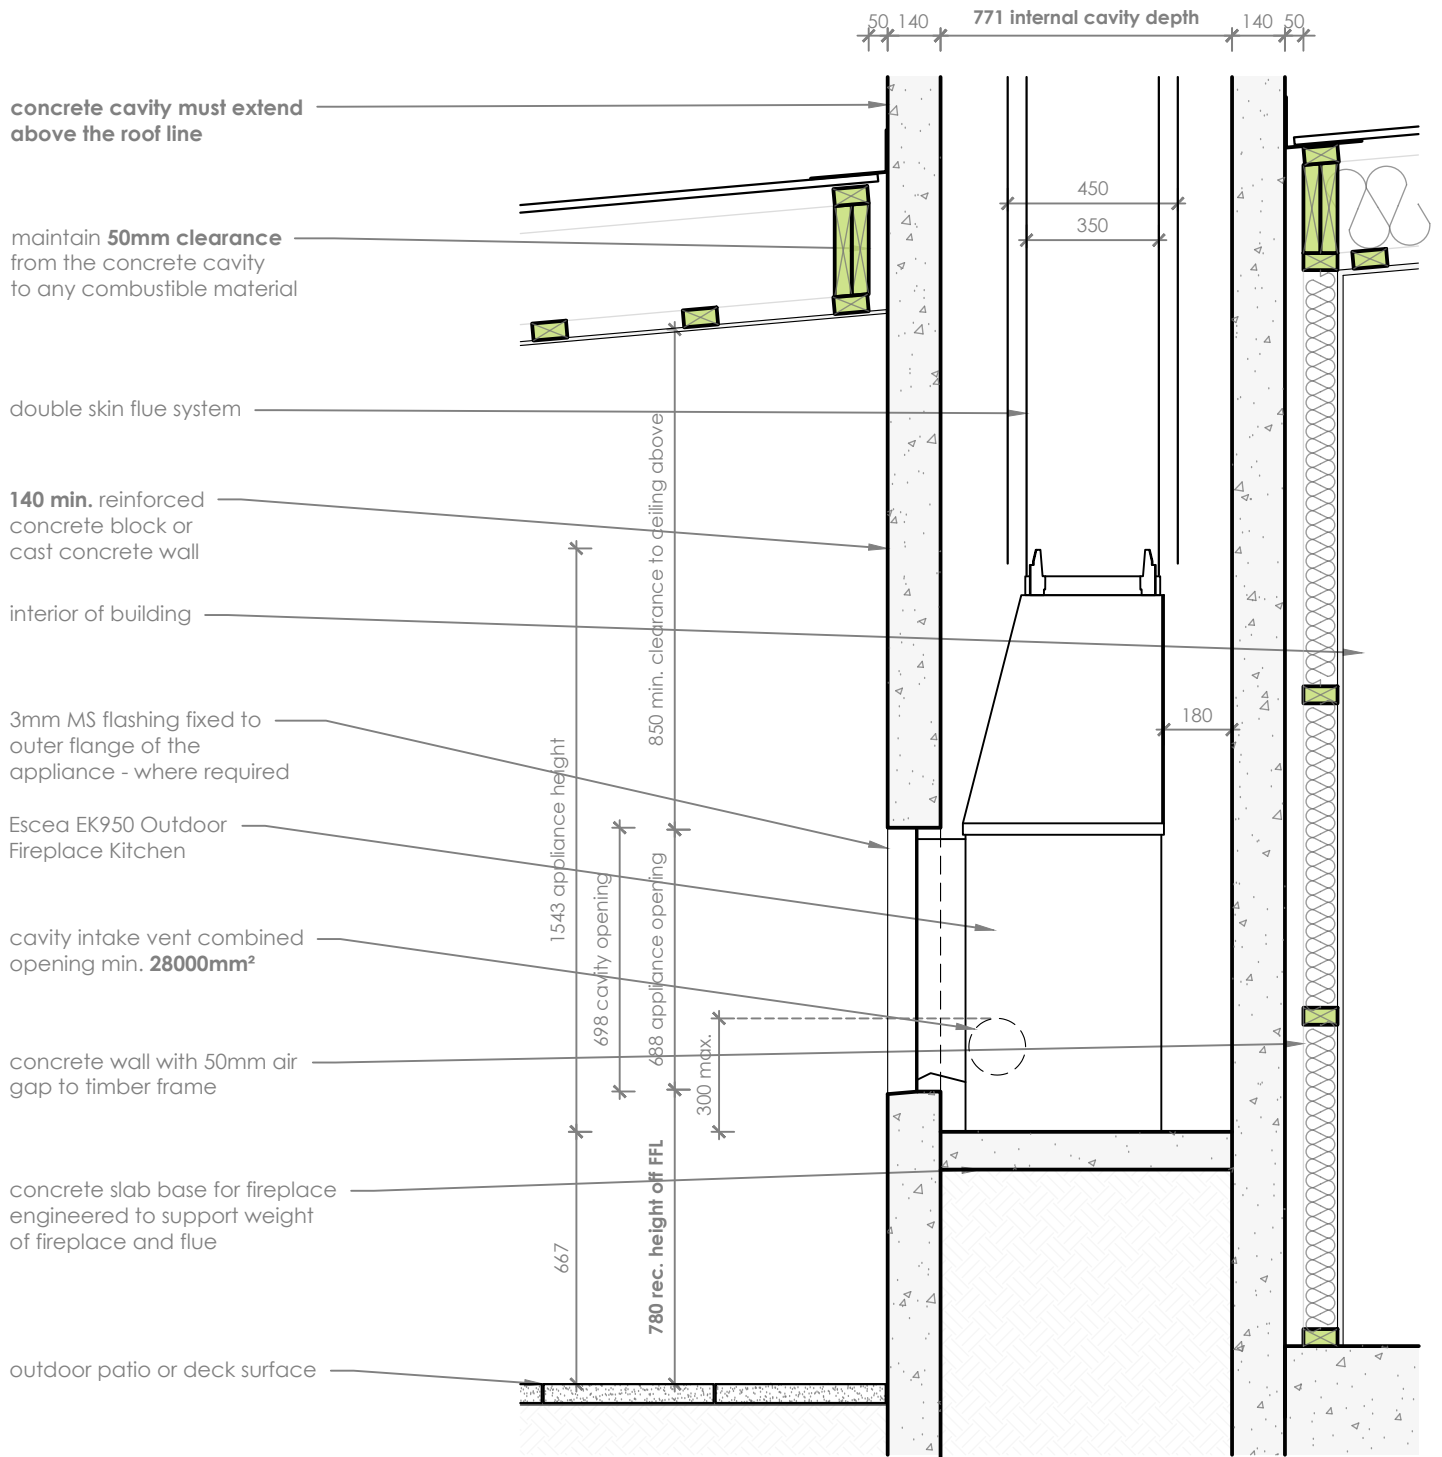 50 140 771 internal cavity depth 140 50
concrete cavity must extend
above the roof line
maintain 50mm clearance
from the concrete cavity
to any combustible material
450
350
double skin flue system
140 min. reinforced
concrete block or
cast concrete wall
interior of building
3mm MS flashing fixed to
outer flange of the
appliance - where required
Escea EK950 Outdoor
Fireplace Kitchen
cavity intake vent combined
opening min. 28000mm²
concrete wall with 50mm air
gap to timber frame
concrete slab base for fireplace
engineered to support weight
of fireplace and flue
outdoor patio or deck surface
1543 appliance height
667
698 cavity opening
850 min. clearance to ceiling above
688 appliance opening
780 rec. height off FFL
300 max.
180